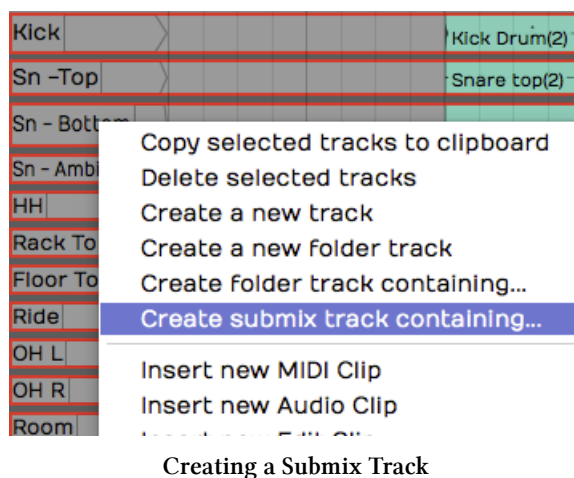 Kick
Kick Drum(2)
Sn -Top
Snare top(2)
Sn - Bottom
Copy selected tracks to clipboard
Sn - Ambi
Delete selected tracks
HH
Create a new track
Rack To
Create a new folder track
Floor To
Create folder track containing...
Ride
Create submix track containing...
OH L
Insert new MIDI Clip
OH R
Insert new Audio Clip
Room
Creating a Submix Track